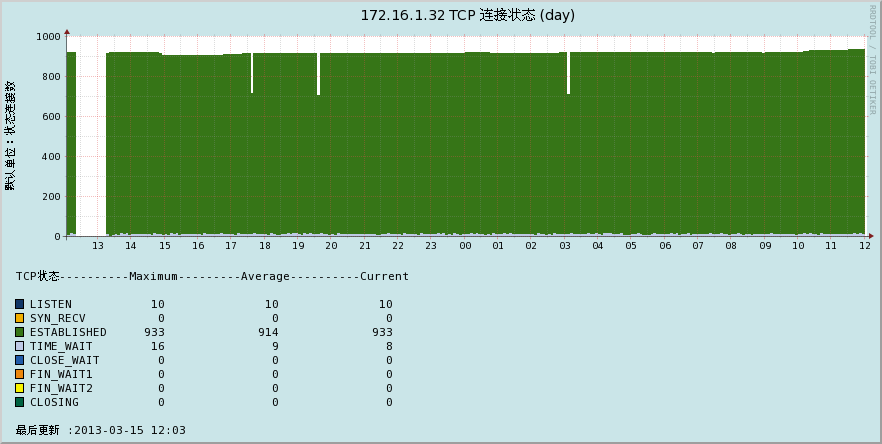 172.16.1.32 TCP 连接状态 (day)
RRDTOOL / TOBI OETIKER
默认单位：状态连接数
1000
800
600
400
200
0
13 14 15 16 17 18 19 20 21 22 23 00 01 02 03 04 05 06 07 08 09 10 11 12
TCP状态----------Maximum---------Average----------Current
LISTEN 10 10 10
SYN_RECV 0 0 0
ESTABLISHED 933 914 933
TIME_WAIT 16 9 8
CLOSE_WAIT 0 0 0
FIN_WAIT1 0 0 0
FIN_WAIT2 0 0 0
CLOSING 0 0 0
最后更新 :2013-03-15 12:03